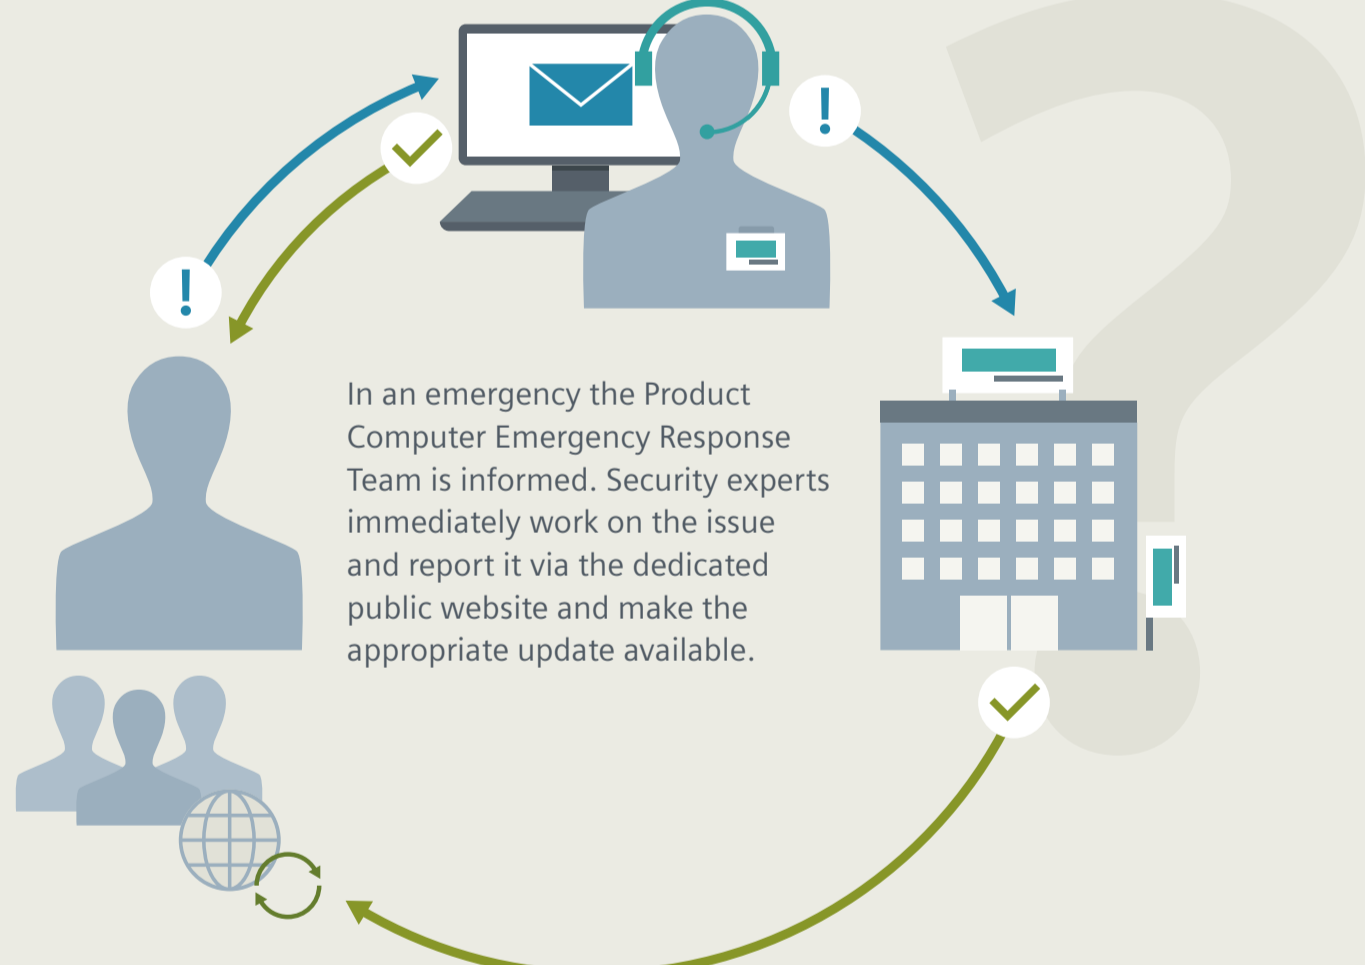 In an emergency the Product
Computer Emergency Response
Team is informed. Security experts
immediately work on the issue
and report it via the dedicated
public website and make the
appropriate update available.